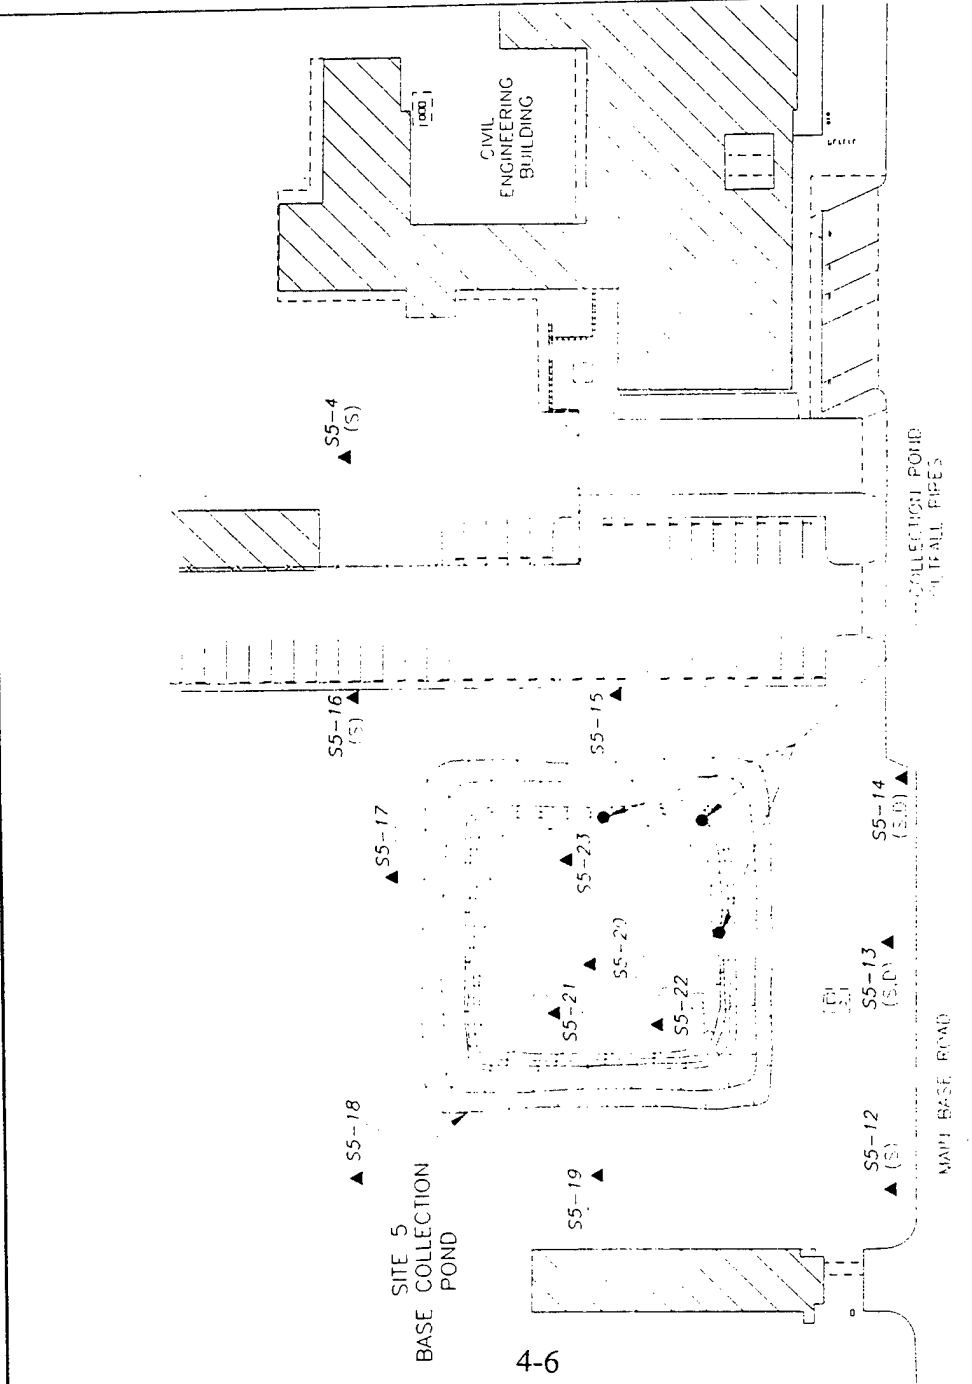 CIVIL
ENGINEERING
BUILDING
S5-4
(S)
S5-16
(S)
S5-15
COLLECTION POND
OUTFALL PIPES
S5-17
S5-23
S5-14
(S,D)
S5-20
S5-21
S5-22
S5-13
(S,D)
S5-18
S5-12
(S)
MAIN BASE ROAD
S5-19
SITE 5
BASE COLLECTION
POND
4-6